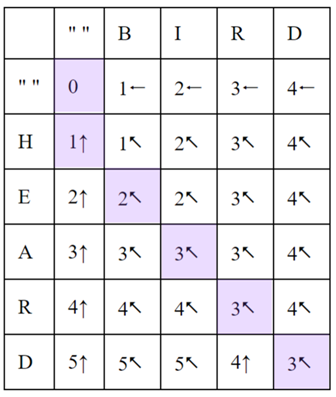 " " B I R D
" " 0 1← 2← 3← 4←
H 1↑ 1↖ 2↖ 3↖ 4↖
E 2↑ 2↖ 2↖ 3↖ 4↖
A 3↑ 3↖ 3↖ 3↖ 4↖
R 4↑ 4↖ 4↖ 3↖ 4↖
D 5↑ 5↖ 5↖ 4↑ 3↖